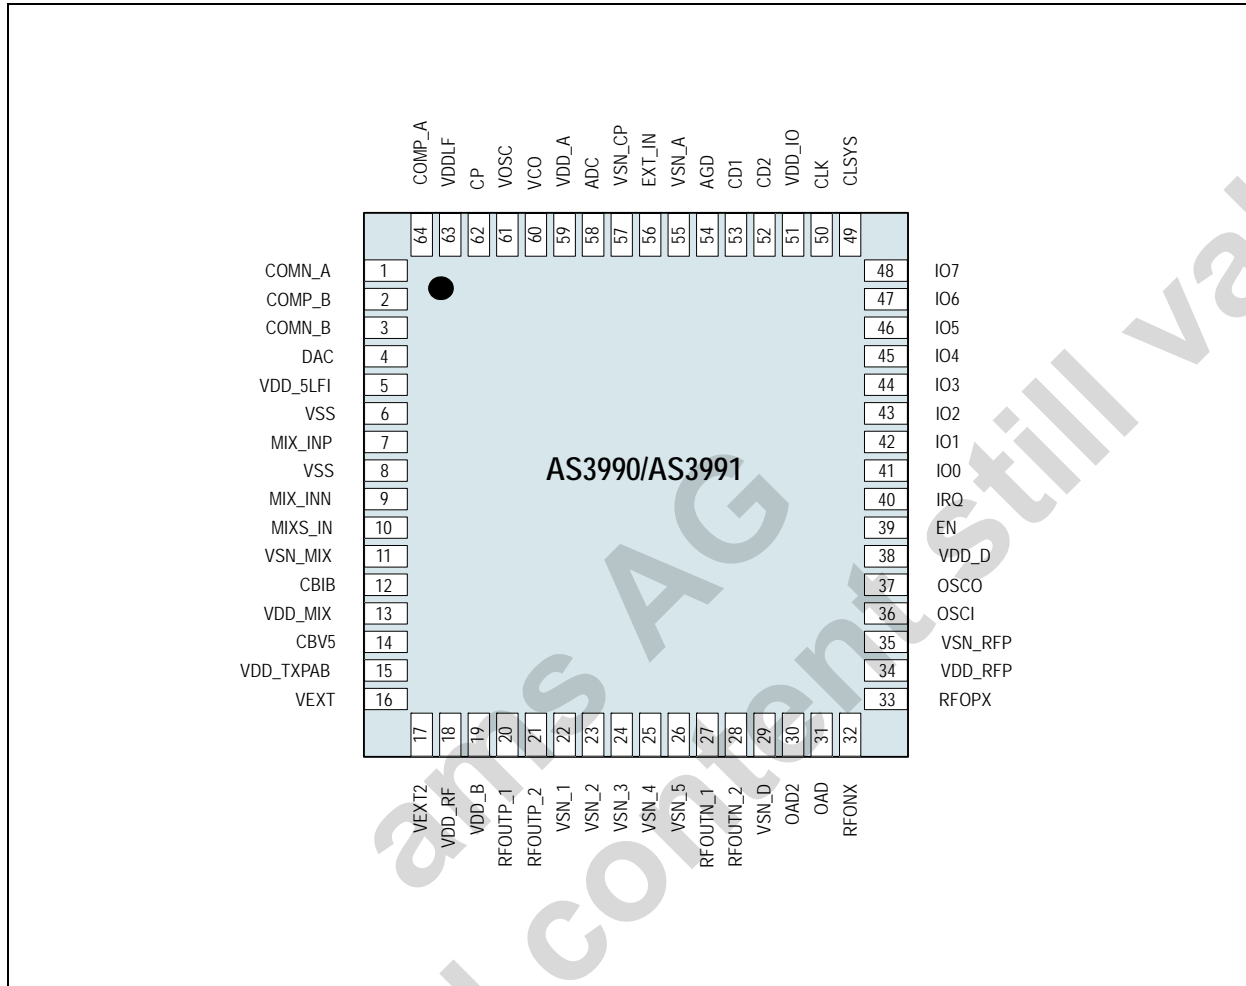 COMP_A
VDDLF
CP
VOSC
VCO
VDD_A
ADC
VSN_CP
EXT_IN
VSN_A
AGD
CD1
CD2
VDD_IO
CLK
CLSYS
64
63
62
61
60
59
58
57
56
55
54
53
52
51
50
49
COMN_A 1
COMP_B 2
COMN_B 3
DAC 4
VDD_5LFI 5
VSS 6
MIX_INP 7
VSS 8
MIX_INN 9
MIXS_IN 10
VSN_MIX 11
CBIB 12
VDD_MIX 13
CBV5 14
VDD_TXPAB 15
VEXT 16
AS3990/AS3991
48 IO7
47 IO6
46 IO5
45 IO4
44 IO3
43 IO2
42 IO1
41 IO0
40 IRQ
39 EN
38 VDD_D
37 OSCO
36 OSCI
35 VSN_RFP
34 VDD_RFP
33 RFOPX
17
18
19
20
21
22
23
24
25
26
27
28
29
30
31
32
VEXT2
VDD_RF
VDD_B
RFOUTP_1
RFOUTP_2
VSN_1
VSN_2
VSN_3
VSN_4
VSN_5
RFOUTN_1
RFOUTN_2
VSN_D
OAD2
OAD
RFONX
ams AG
content still